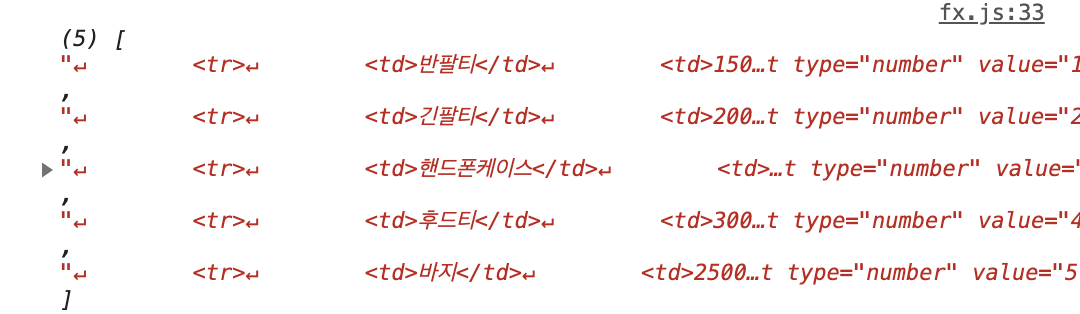 fx.js:33
(5) [
"↵ <tr>↵ <td>반팔티</td>↵ <td>150…t type="number" value="1
,
"↵ <tr>↵ <td>긴팔티</td>↵ <td>200…t type="number" value="2
,
"↵ <tr>↵ <td>핸드폰케이스</td>↵ <td>…t type="number" value="
,
"↵ <tr>↵ <td>후드티</td>↵ <td>300…t type="number" value="4
,
"↵ <tr>↵ <td>바지</td>↵ <td>2500…t type="number" value="5
]